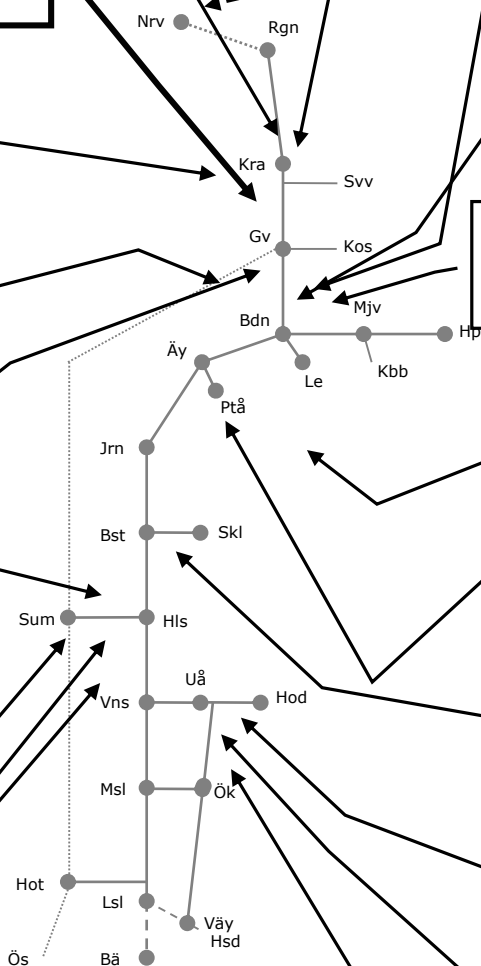 Nrv
Rgn
Kra
Svv
Gv
Kos
Mjv
Bdn
Hp
Äy
Le
Kbb
Ptå
Jrn
Bst
Skl
Sum
Hls
Uå
Vns
Hod
Msl
Ök
Hot
Lsl
Väy
Hsd
Ös
Bä